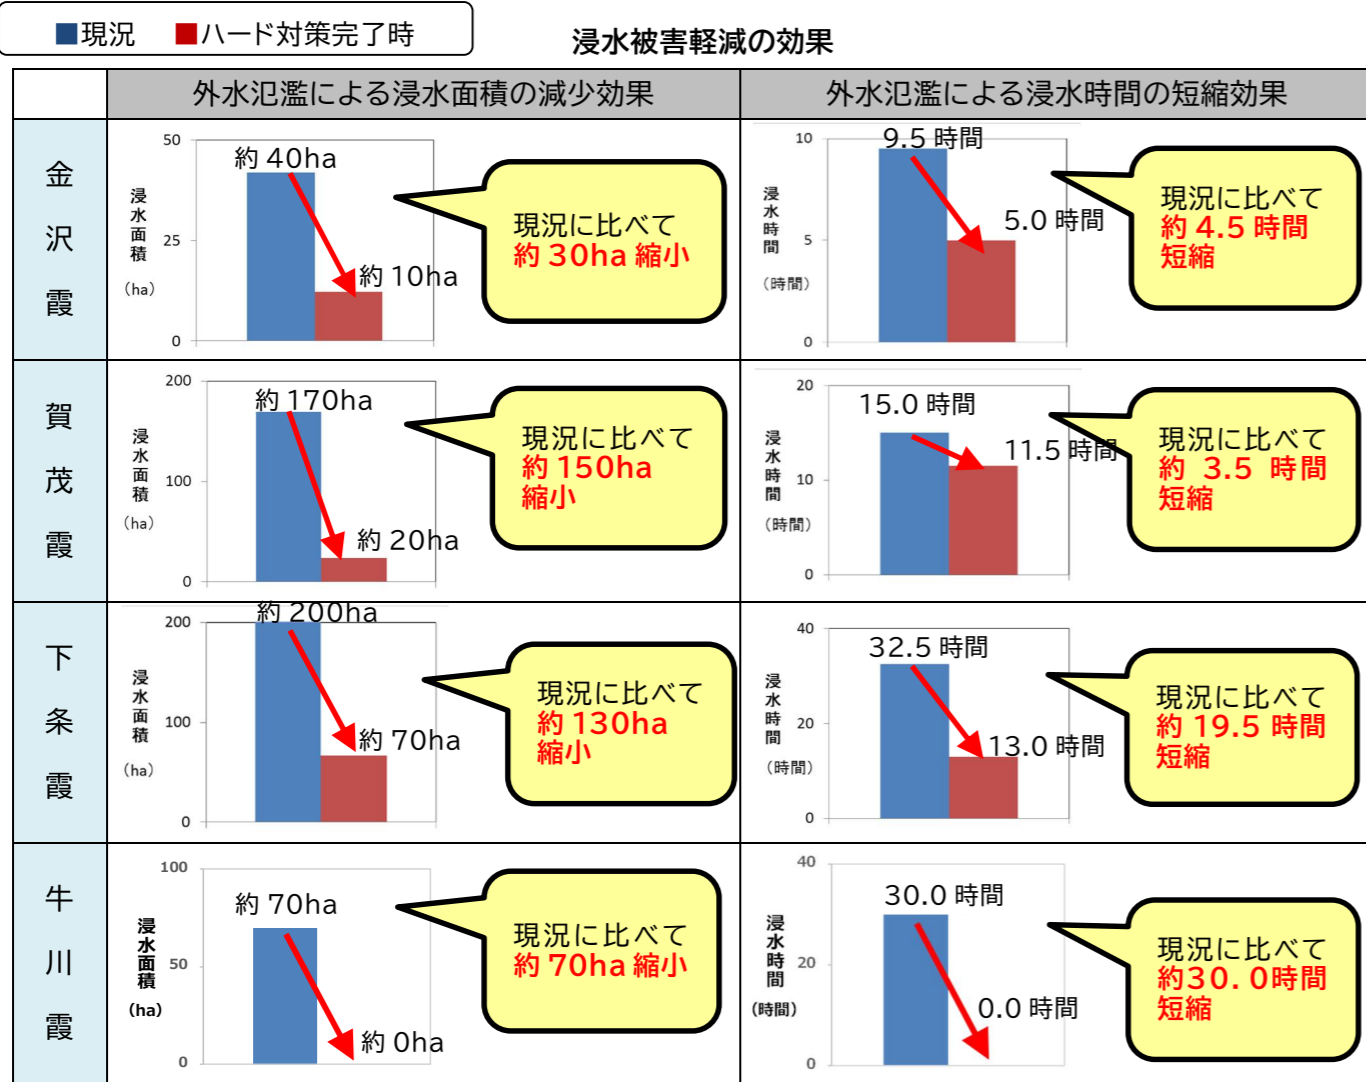 ■現況 ■ハード対策完了時
浸水被害軽減の効果
外水氾濫による浸水面積の減少効果
外水氾濫による浸水時間の短縮効果
金沢霞
50
25
0
浸水面積
(ha)
約 40ha
約 10ha
現況に比べて
約 30ha 縮小
10
5
0
浸水時間
(時間)
9.5 時間
5.0 時間
現況に比べて
約 4.5 時間
短縮
賀茂霞
200
100
0
浸水面積
(ha)
約 170ha
約 20ha
現況に比べて
約 150ha
縮小
20
10
0
浸水時間
(時間)
15.0 時間
11.5 時間
現況に比べて
約 3.5 時間
短縮
下条霞
200
100
0
浸水面積
(ha)
約 200ha
約 70ha
現況に比べて
約 130ha
縮小
40
20
0
浸水時間
(時間)
32.5 時間
13.0 時間
現況に比べて
約 19.5 時間
短縮
牛川霞
100
50
0
浸水面積
(ha)
約 70ha
約 0ha
現況に比べて
約 70ha 縮小
40
20
0
浸水時間
(時間)
30.0 時間
0.0 時間
現況に比べて
約30.0時間
短縮